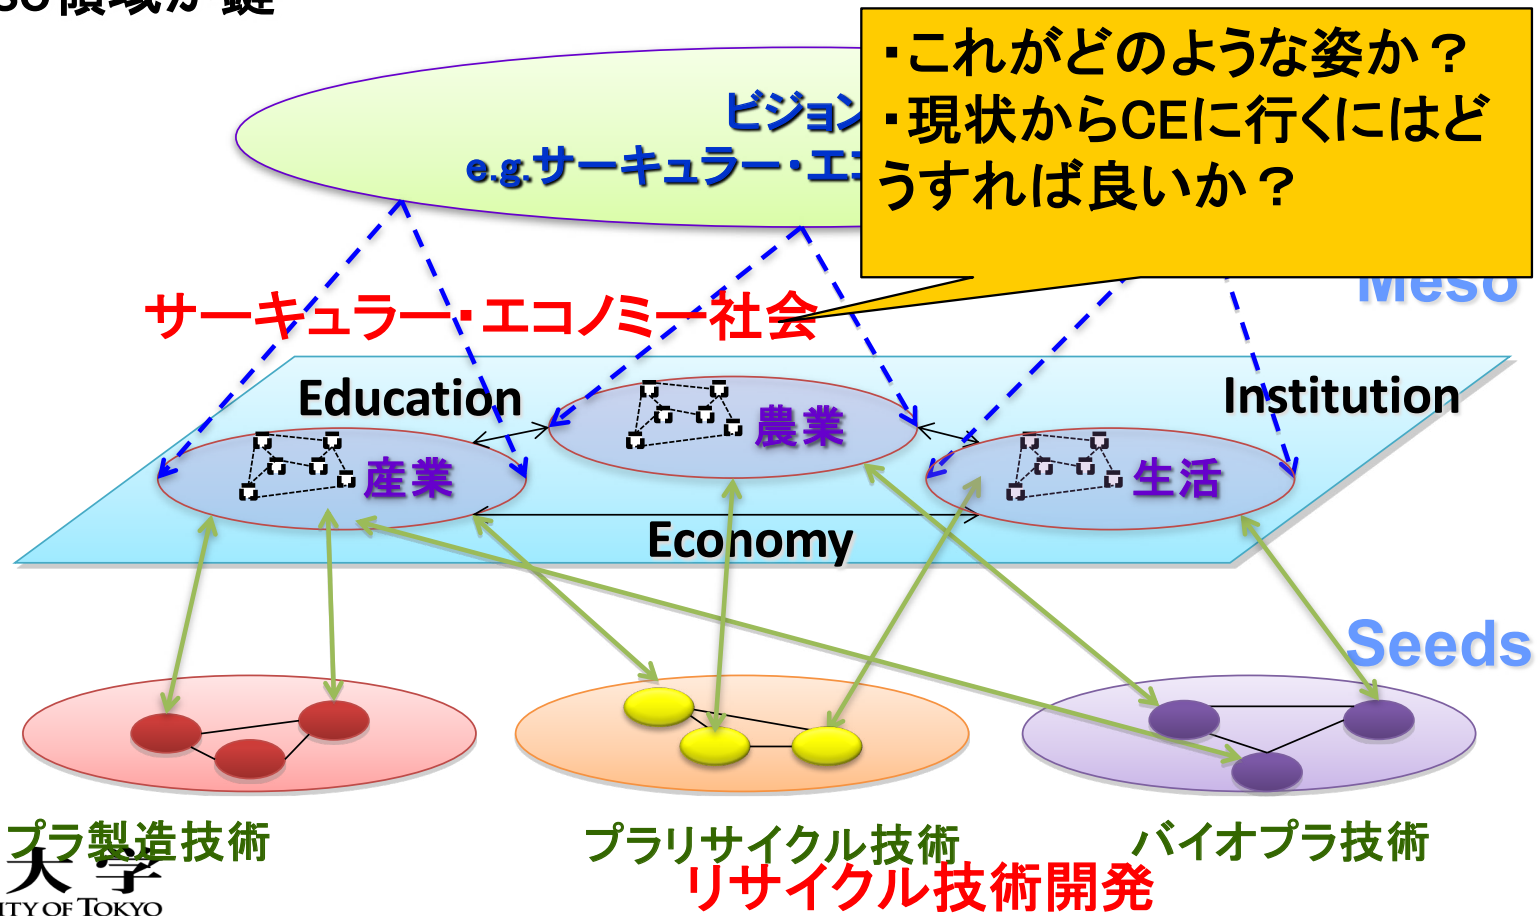 領域が鍵
・これがどのような姿か？
・現状からCEに行くにはど
うすれば良いか？
ビジョン
e.g.サーキュラー・エコ
Meso
サーキュラー・エコノミー社会
Education
Institution
農業
産業
生活
Economy
Seeds
プラ製造技術
プラリサイクル技術
バイオプラ技術
リサイクル技術開発
大学
ITY OF TOKYO